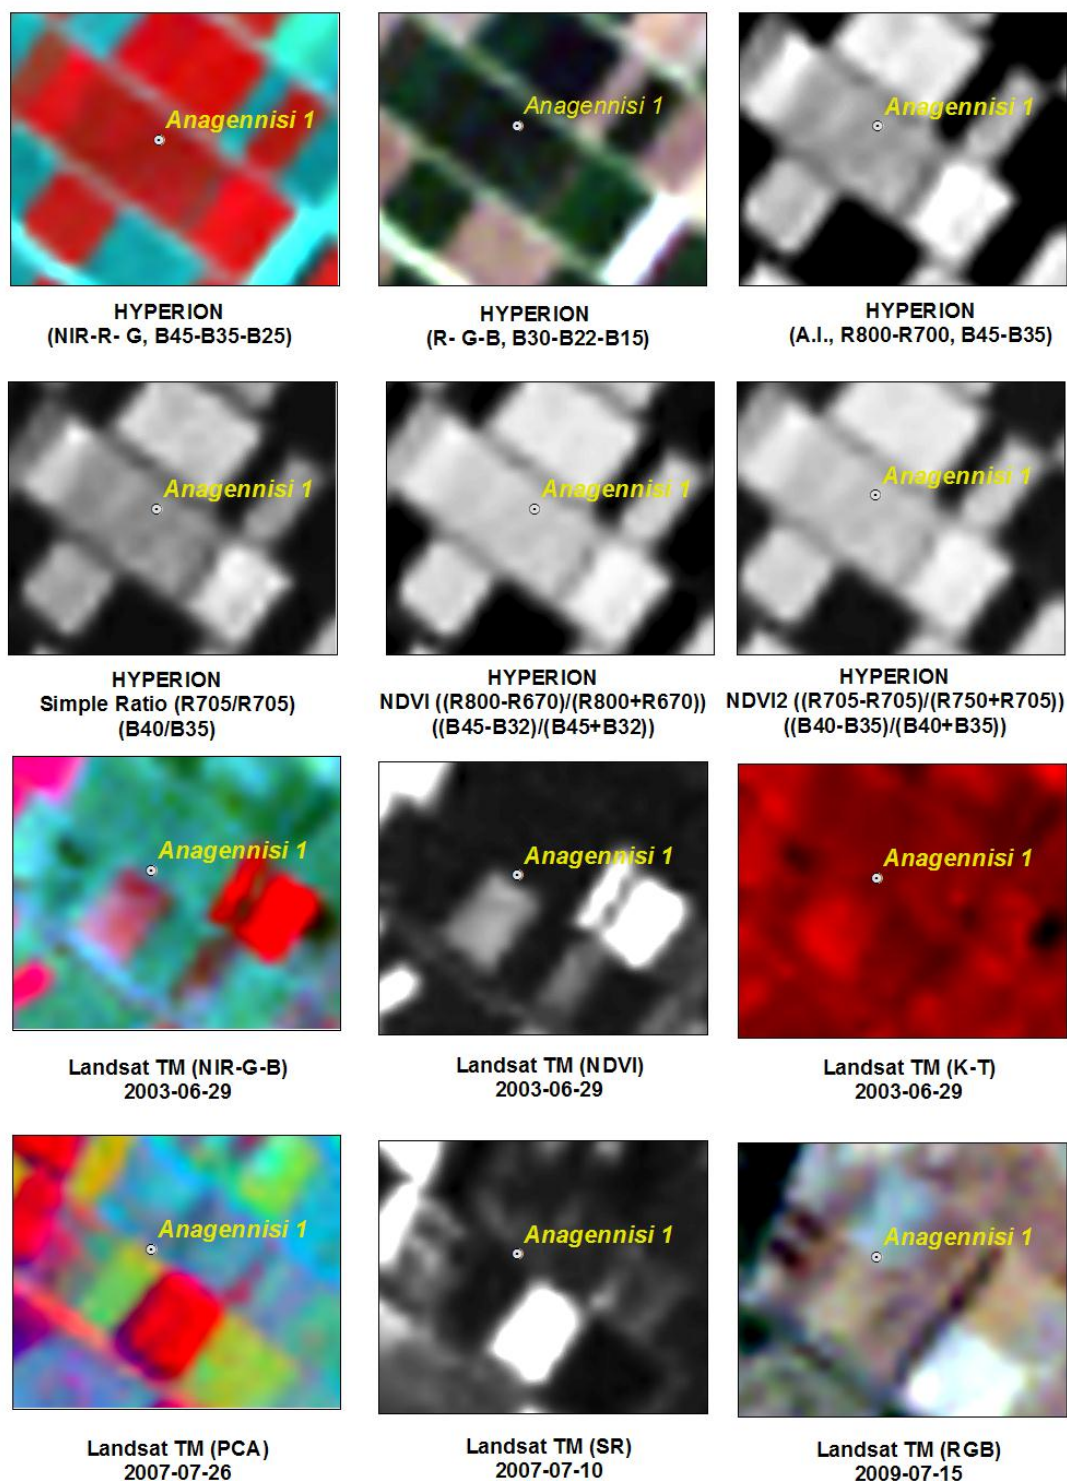 Anagennisi 1
Anagennisi 1
Anagennisi 1
HYPERION
(NIR-R- G, B45-B35-B25)
HYPERION
(R- G-B, B30-B22-B15)
HYPERION
(A.I., R800-R700, B45-B35)
Anagennisi 1
Anagennisi 1
Anagennisi 1
HYPERION
Simple Ratio (R705/R705)
(B40/B35)
HYPERION
NDVI ((R800-R670)/(R800+R670))
((B45-B32)/(B45+B32))
HYPERION
NDVI2 ((R705-R705)/(R750+R705))
((B40-B35)/(B40+B35))
Anagennisi 1
Anagennisi 1
Anagennisi 1
Landsat TM (NIR-G-B)
2003-06-29
Landsat TM (NDVI)
2003-06-29
Landsat TM (K-T)
2003-06-29
Anagennisi 1
Anagennisi 1
Anagennisi 1
Landsat TM (PCA)
2007-07-26
Landsat TM (SR)
2007-07-10
Landsat TM (RGB)
2009-07-15